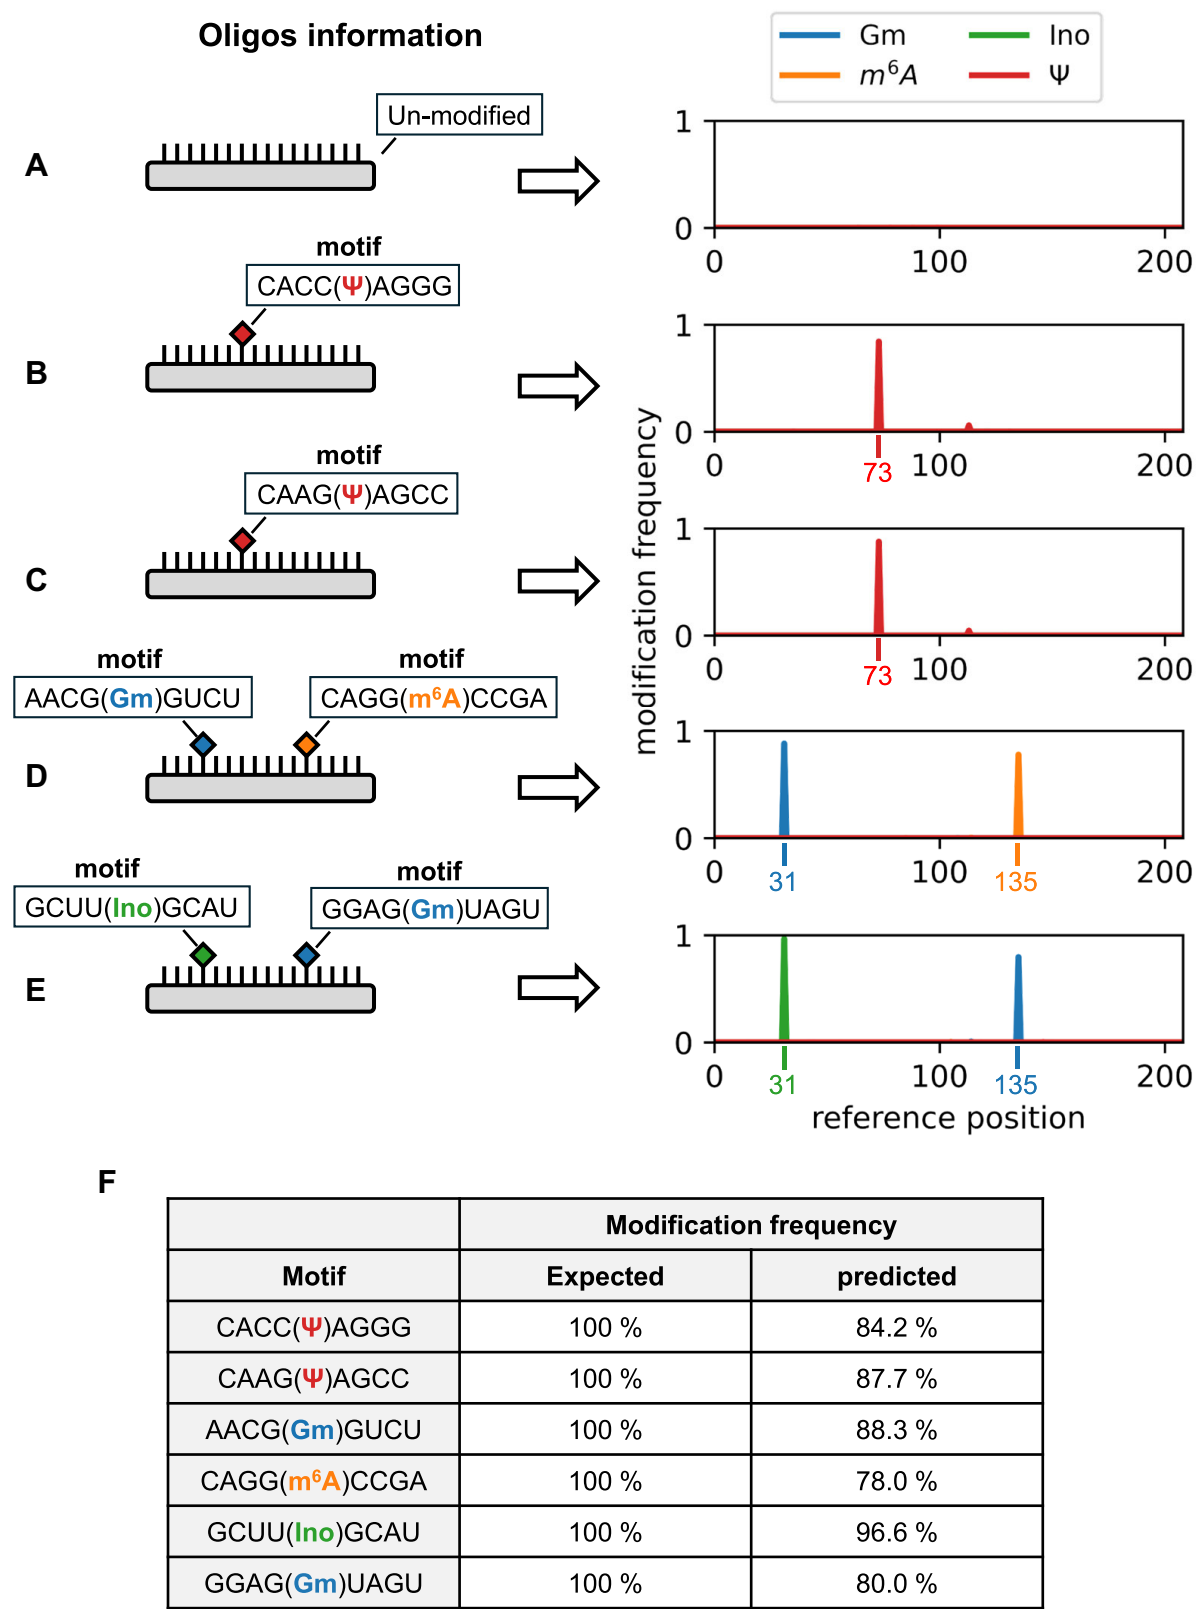 Oligos information
Gm
Ino
m⁶A
Ψ
A
Un-modified
1
0
0
100
200
motif
CACC(Ψ)AGGG
B
1
0
0
73
100
200
motif
CAAG(Ψ)AGCC
C
1
0
0
73
100
200
modification frequency
motif
AACG(Gm)GUCU
motif
CAGG(m⁶A)CCGA
D
1
0
0
31
100
135
200
motif
GCUU(Ino)GCAU
motif
GGAG(Gm)UAGU
E
1
0
0
31
100
135
200
reference position
F
Modification frequency
Motif Expected predicted
CACC(Ψ)AGGG 100 % 84.2 %
CAAG(Ψ)AGCC 100 % 87.7 %
AACG(Gm)GUCU 100 % 88.3 %
CAGG(m⁶A)CCGA 100 % 78.0 %
GCUU(Ino)GCAU 100 % 96.6 %
GGAG(Gm)UAGU 100 % 80.0 %